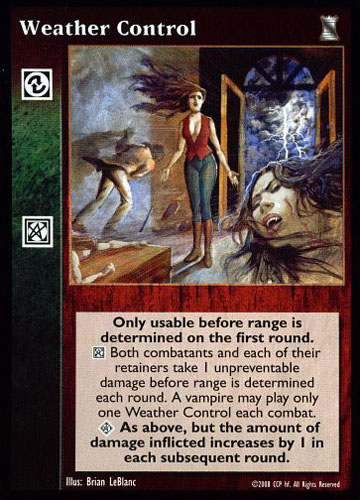 Weather Control
Only usable before range is
determined on the first round.
Both combatants and each of their
retainers take 1 unpreventable
damage before range is determined
each round. A vampire may play only
one Weather Control each combat.
As above, but the amount of
damage inflicted increases by 1 in
each subsequent round.
Illus: Brian LeBlanc
©2008 CCP hf. All Rights Reserved